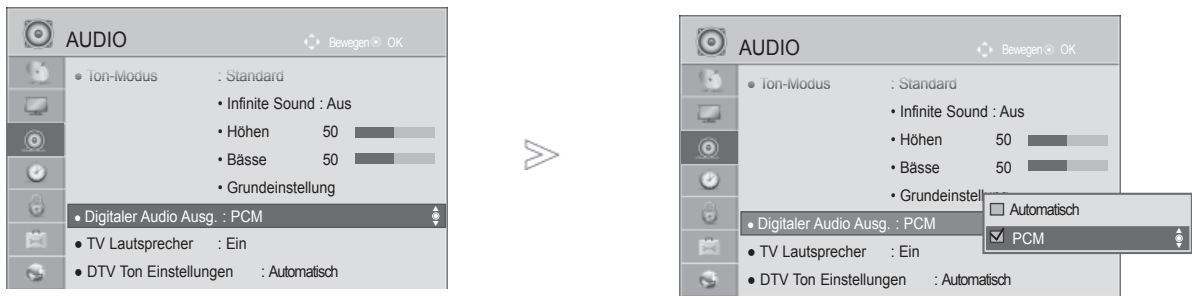 AUDIO
Bewegen OK
● Ton-Modus : Standard
• Infinite Sound : Aus
• Höhen 50
• Bässe 50
• Grundeinstellung
● Digitaler Audio Ausg. : PCM
● TV Lautsprecher : Ein
● DTV Ton Einstellungen : Automatisch
AUDIO
Bewegen OK
● Ton-Modus : Standard
• Infinite Sound : Aus
• Höhen 50
• Bässe 50
• Grundeinstell
Automatisch
● Digitaler Audio Ausg. : PCM
PCM
● TV Lautsprecher : Ein
● DTV Ton Einstellungen : Automatisch